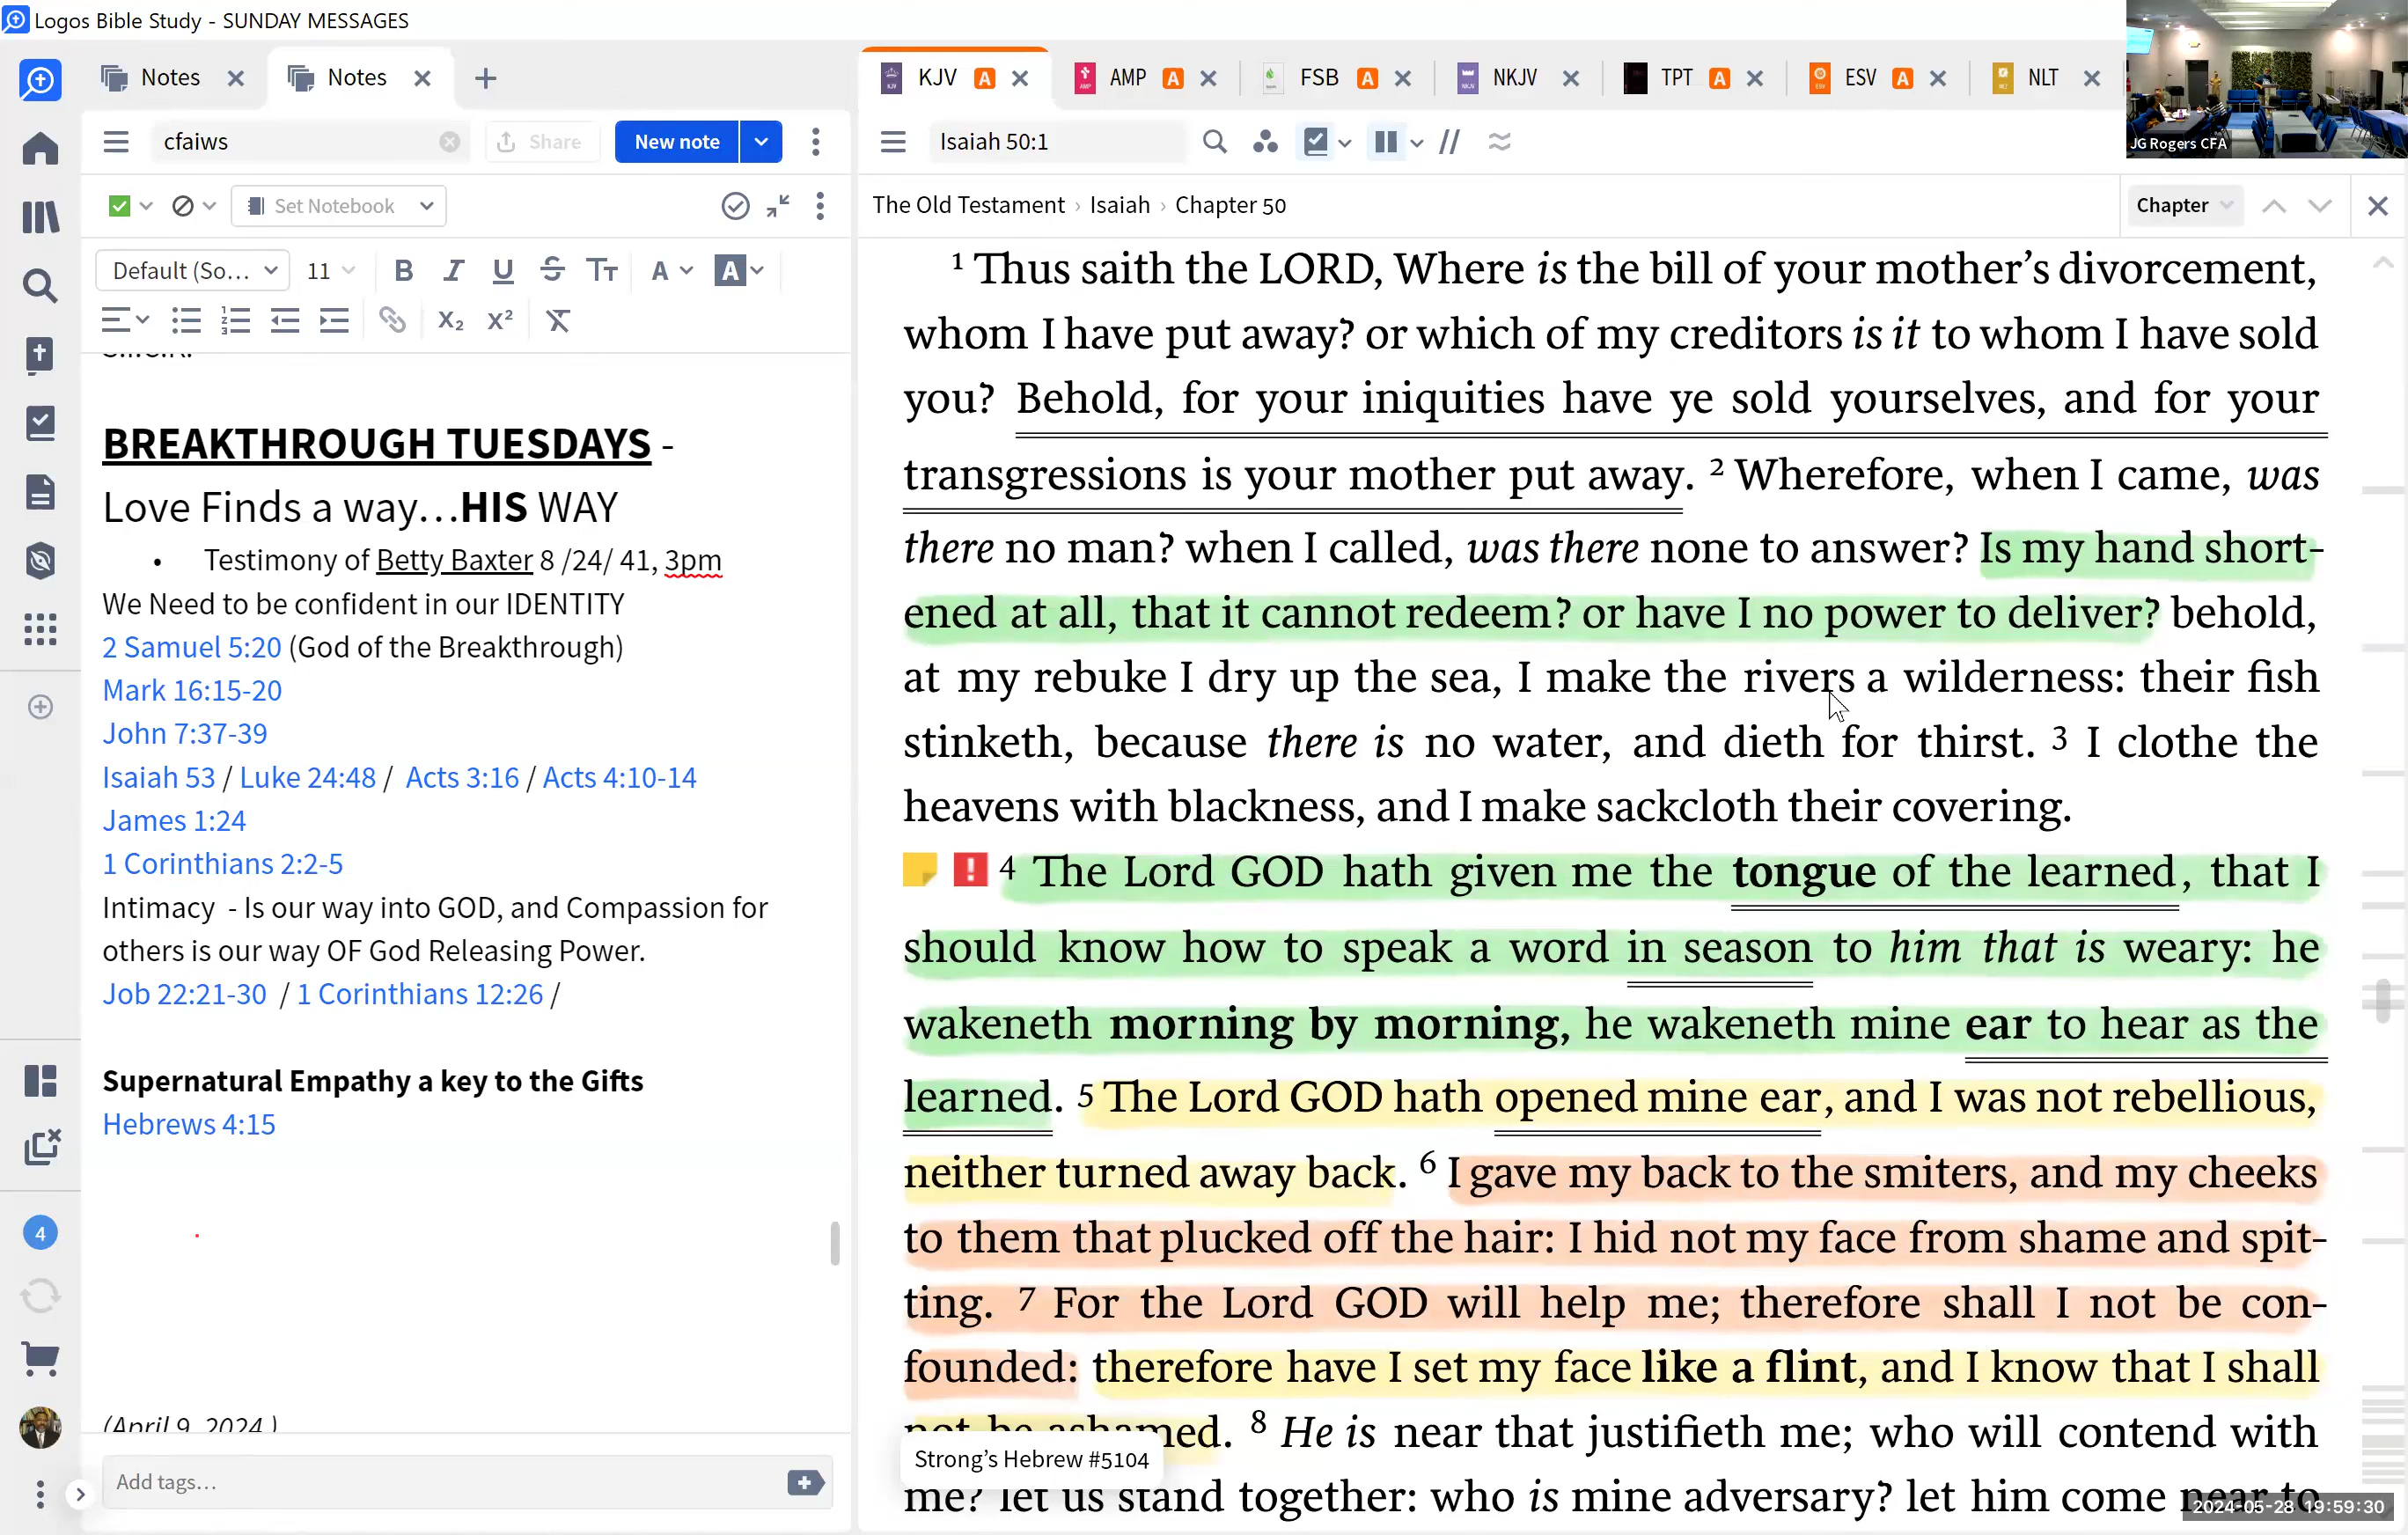 Logos Bible Study - SUNDAY MESSAGES
Notes
Notes
KJV A
AMP A
FSB A
NKJV
TPT A
ESV A
NLT
JG Rogers CFA
cfaiws
Share
New note
Isaiah 50:1
Set Notebook
The Old Testament › Isaiah › Chapter 50
Chapter
Default (So...
11
BREAKTHROUGH TUESDAYS -
Love Finds a way…HIS WAY
• Testimony of Betty Baxter 8 /24/ 41, 3pm
We Need to be confident in our IDENTITY
2 Samuel 5:20 (God of the Breakthrough)
Mark 16:15-20
John 7:37-39
Isaiah 53 / Luke 24:48 / Acts 3:16 / Acts 4:10-14
James 1:24
1 Corinthians 2:2-5
Intimacy - Is our way into GOD, and Compassion for
others is our way OF God Releasing Power.
Job 22:21-30 / 1 Corinthians 12:26 /
Supernatural Empathy a key to the Gifts
Hebrews 4:15
(April 9, 2024 )
Add tags…
4
1 Thus saith the LORD, Where is the bill of your mother’s divorcement,
whom I have put away? or which of my creditors is it to whom I have sold
you? Behold, for your iniquities have ye sold yourselves, and for your
transgressions is your mother put away. 2 Wherefore, when I came, was
there no man? when I called, was there none to answer? Is my hand short-
ened at all, that it cannot redeem? or have I no power to deliver? behold,
at my rebuke I dry up the sea, I make the rivers a wilderness: their fish
stinketh, because there is no water, and dieth for thirst. 3 I clothe the
heavens with blackness, and I make sackcloth their covering.
4 The Lord GOD hath given me the tongue of the learned, that I
should know how to speak a word in season to him that is weary: he
wakeneth morning by morning, he wakeneth mine ear to hear as the
learned. 5 The Lord GOD hath opened mine ear, and I was not rebellious,
neither turned away back. 6 I gave my back to the smiters, and my cheeks
to them that plucked off the hair: I hid not my face from shame and spit-
ting. 7 For the Lord GOD will help me; therefore shall I not be con-
founded: therefore have I set my face like a flint, and I know that I shall
not be ashamed. 8 He is near that justifieth me; who will contend with
Strong’s Hebrew #5104
me? let us stand together: who is mine adversary? let him come near to
2024-05-28 19:59:30